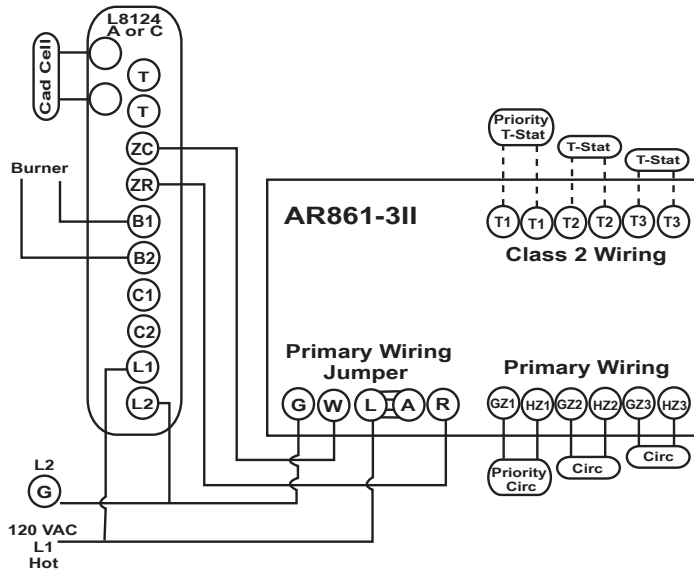 L8124
A or C
Cad Cell
T
T
ZC
ZR
Burner
B1
B2
C1
C2
L1
L2
L2
G
120 VAC
L1
Hot
AR861-3II
Priority
T-Stat
T-Stat
T-Stat
T1 T1 T2 T2 T3 T3
Class 2 Wiring
Primary Wiring
Jumper
G W L A R
Primary Wiring
GZ1 HZ1 GZ2 HZ2 GZ3 HZ3
Priority
Circ
Circ
Circ